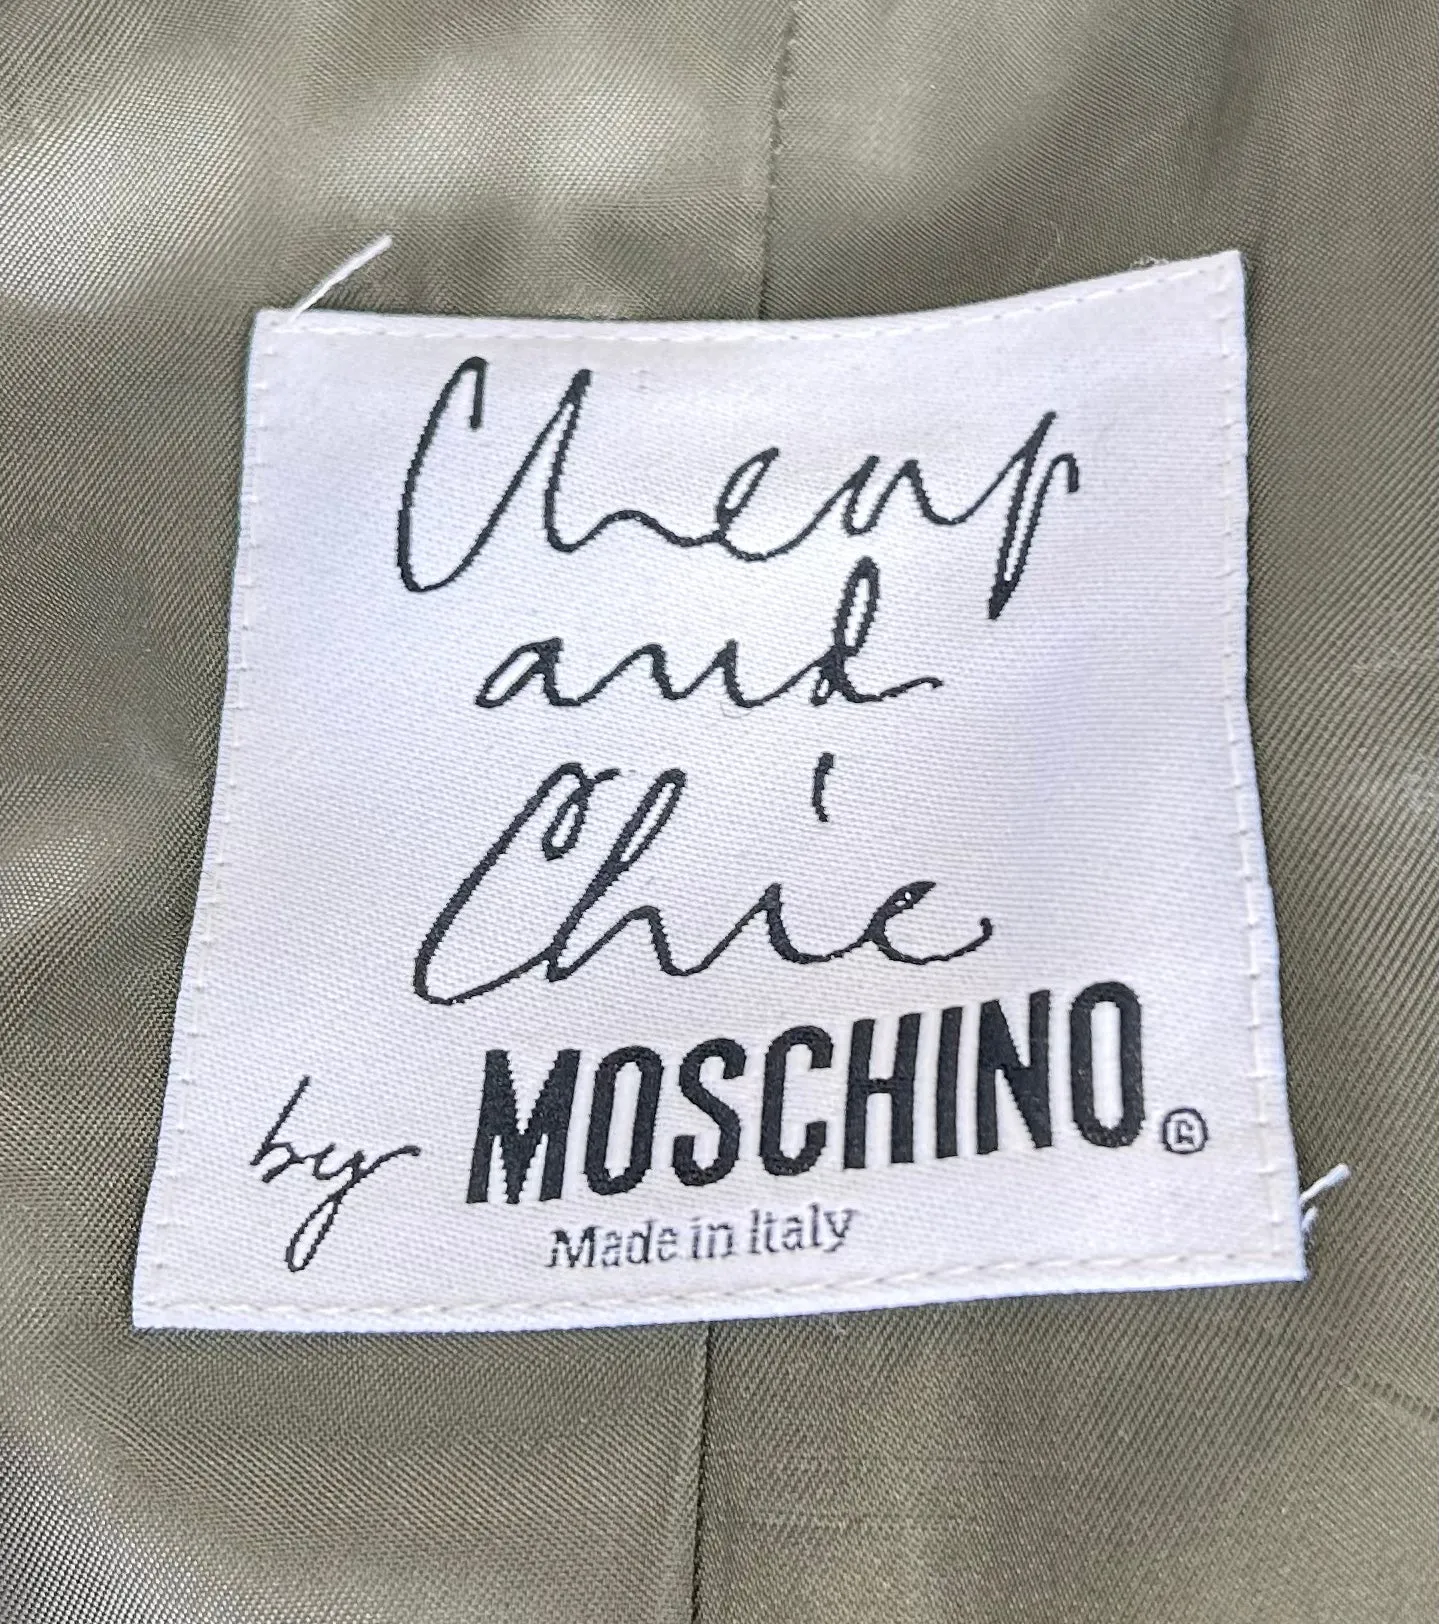 Cheap
and
Chic
by MOSCHINO®
Made in Italy